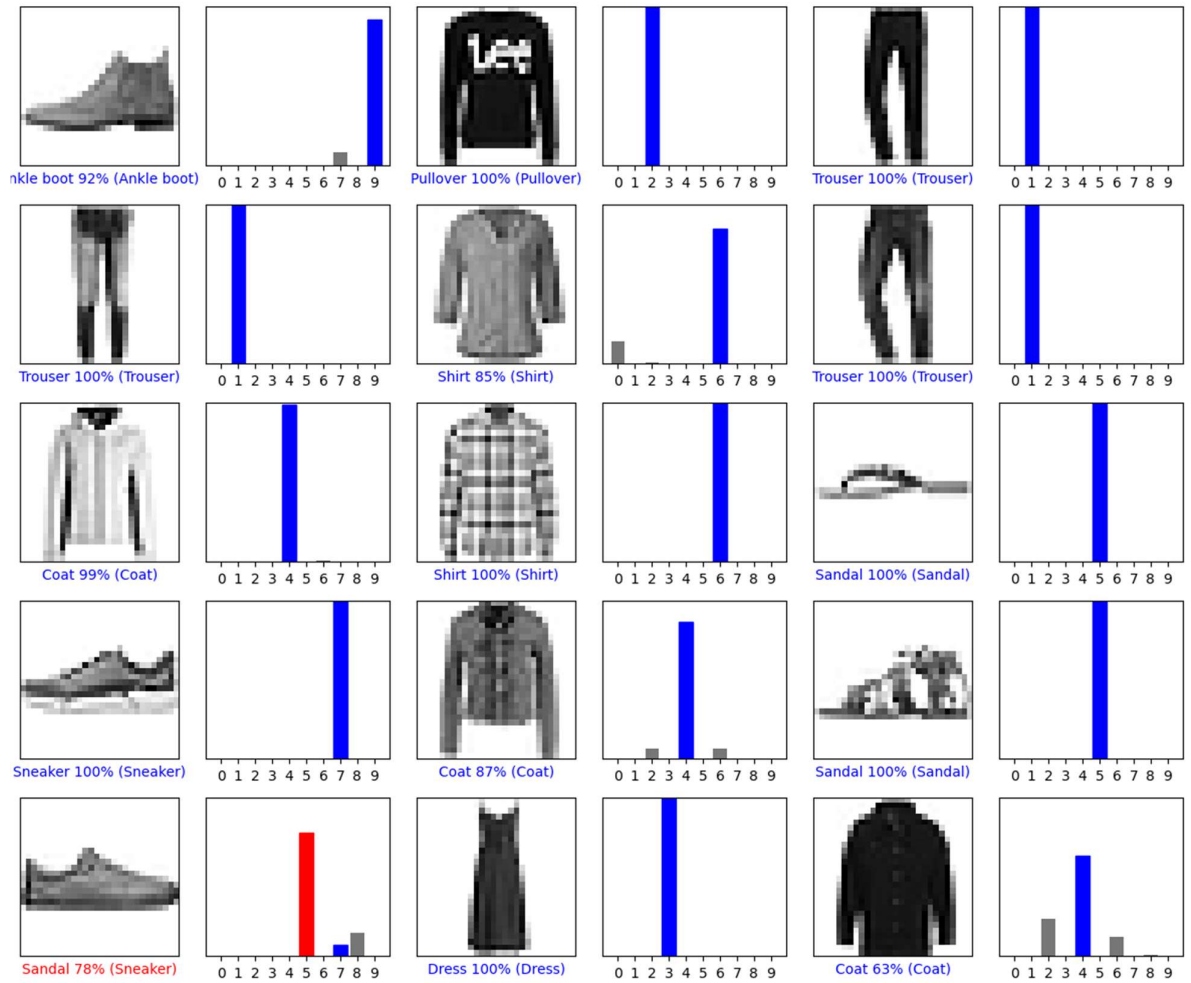 nkle boot 92% (Ankle boot) 0 1 2 3 4 5 6 7 8 9 Pullover 100% (Pullover) 0 1 2 3 4 5 6 7 8 9 Trouser 100% (Trouser) 0 1 2 3 4 5 6 7 8 9
Trouser 100% (Trouser) 0 1 2 3 4 5 6 7 8 9 Shirt 85% (Shirt) 0 1 2 3 4 5 6 7 8 9 Trouser 100% (Trouser) 0 1 2 3 4 5 6 7 8 9
Coat 99% (Coat) 0 1 2 3 4 5 6 7 8 9 Shirt 100% (Shirt) 0 1 2 3 4 5 6 7 8 9 Sandal 100% (Sandal) 0 1 2 3 4 5 6 7 8 9
Sneaker 100% (Sneaker) 0 1 2 3 4 5 6 7 8 9 Coat 87% (Coat) 0 1 2 3 4 5 6 7 8 9 Sandal 100% (Sandal) 0 1 2 3 4 5 6 7 8 9
Sandal 78% (Sneaker) 0 1 2 3 4 5 6 7 8 9 Dress 100% (Dress) 0 1 2 3 4 5 6 7 8 9 Coat 63% (Coat) 0 1 2 3 4 5 6 7 8 9